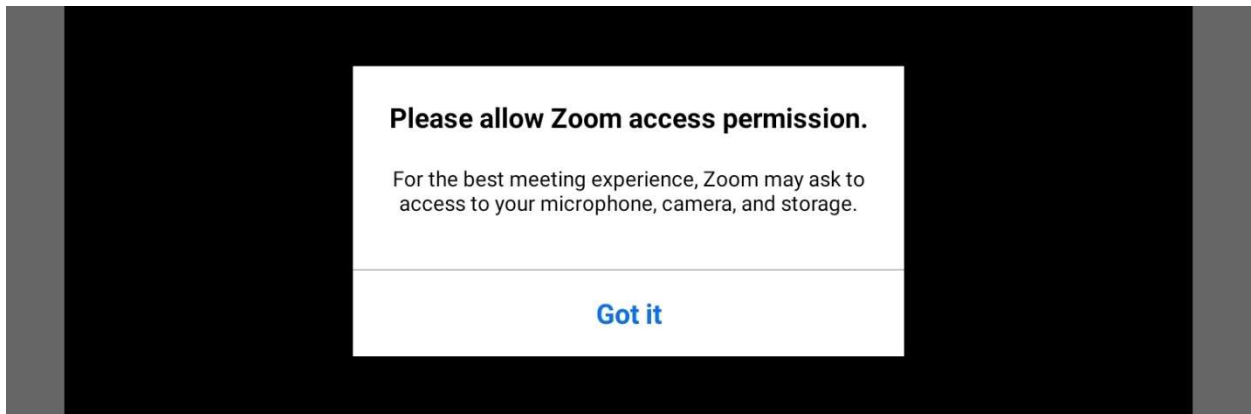 Please allow Zoom access permission.
For the best meeting experience, Zoom may ask to
access to your microphone, camera, and storage.
Got it